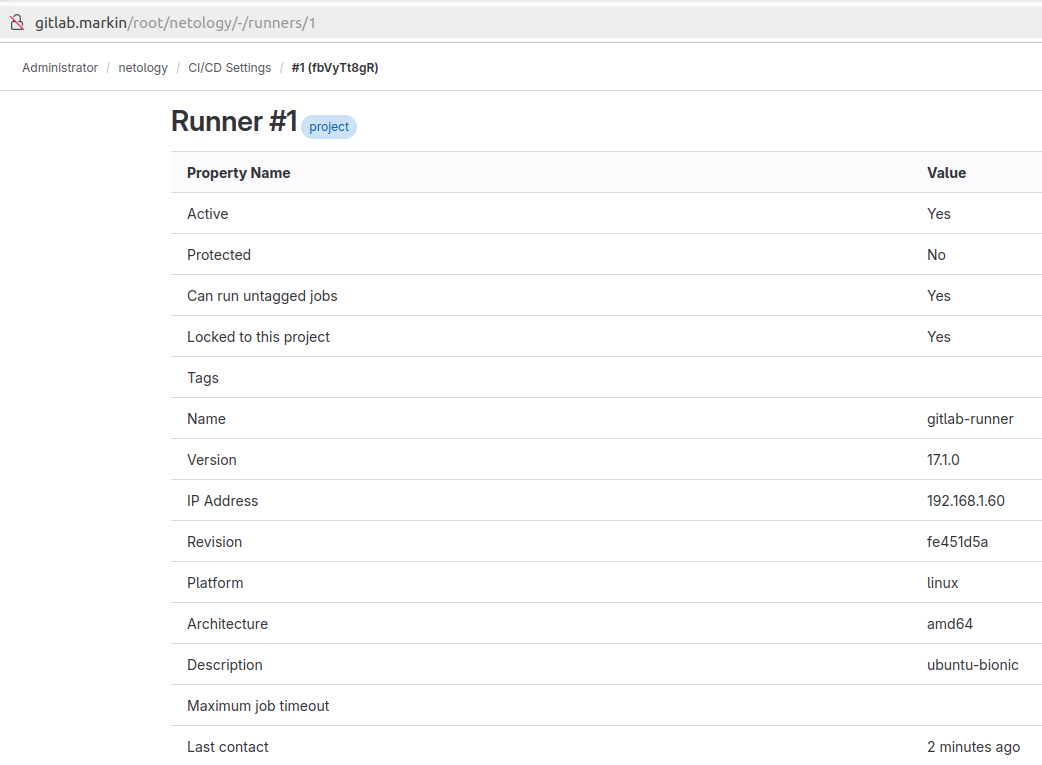 gitlab.markin/root/netology/-/runners/1
Administrator / netology / CI/CD Settings / #1 (fbVyTt8gR)
Runner #1 project
Property Name Value
Active Yes
Protected No
Can run untagged jobs Yes
Locked to this project Yes
Tags
Name gitlab-runner
Version 17.1.0
IP Address 192.168.1.60
Revision fe451d5a
Platform linux
Architecture amd64
Description ubuntu-bionic
Maximum job timeout
Last contact 2 minutes ago